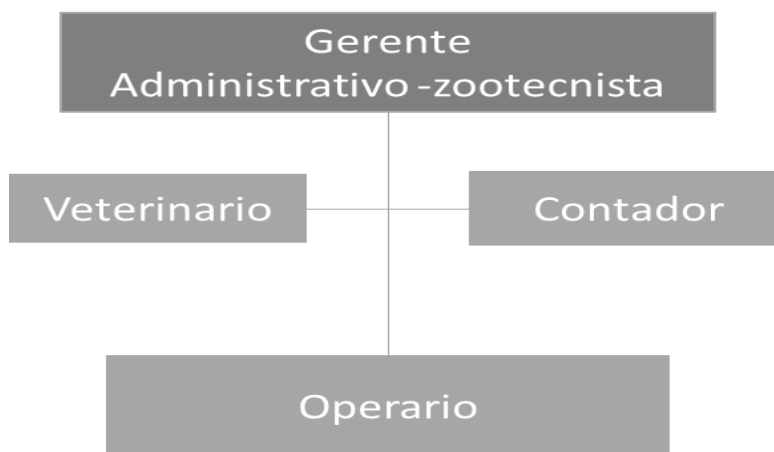 Gerente
Administrativo -zootecnista
Veterinario
Contador
Operario